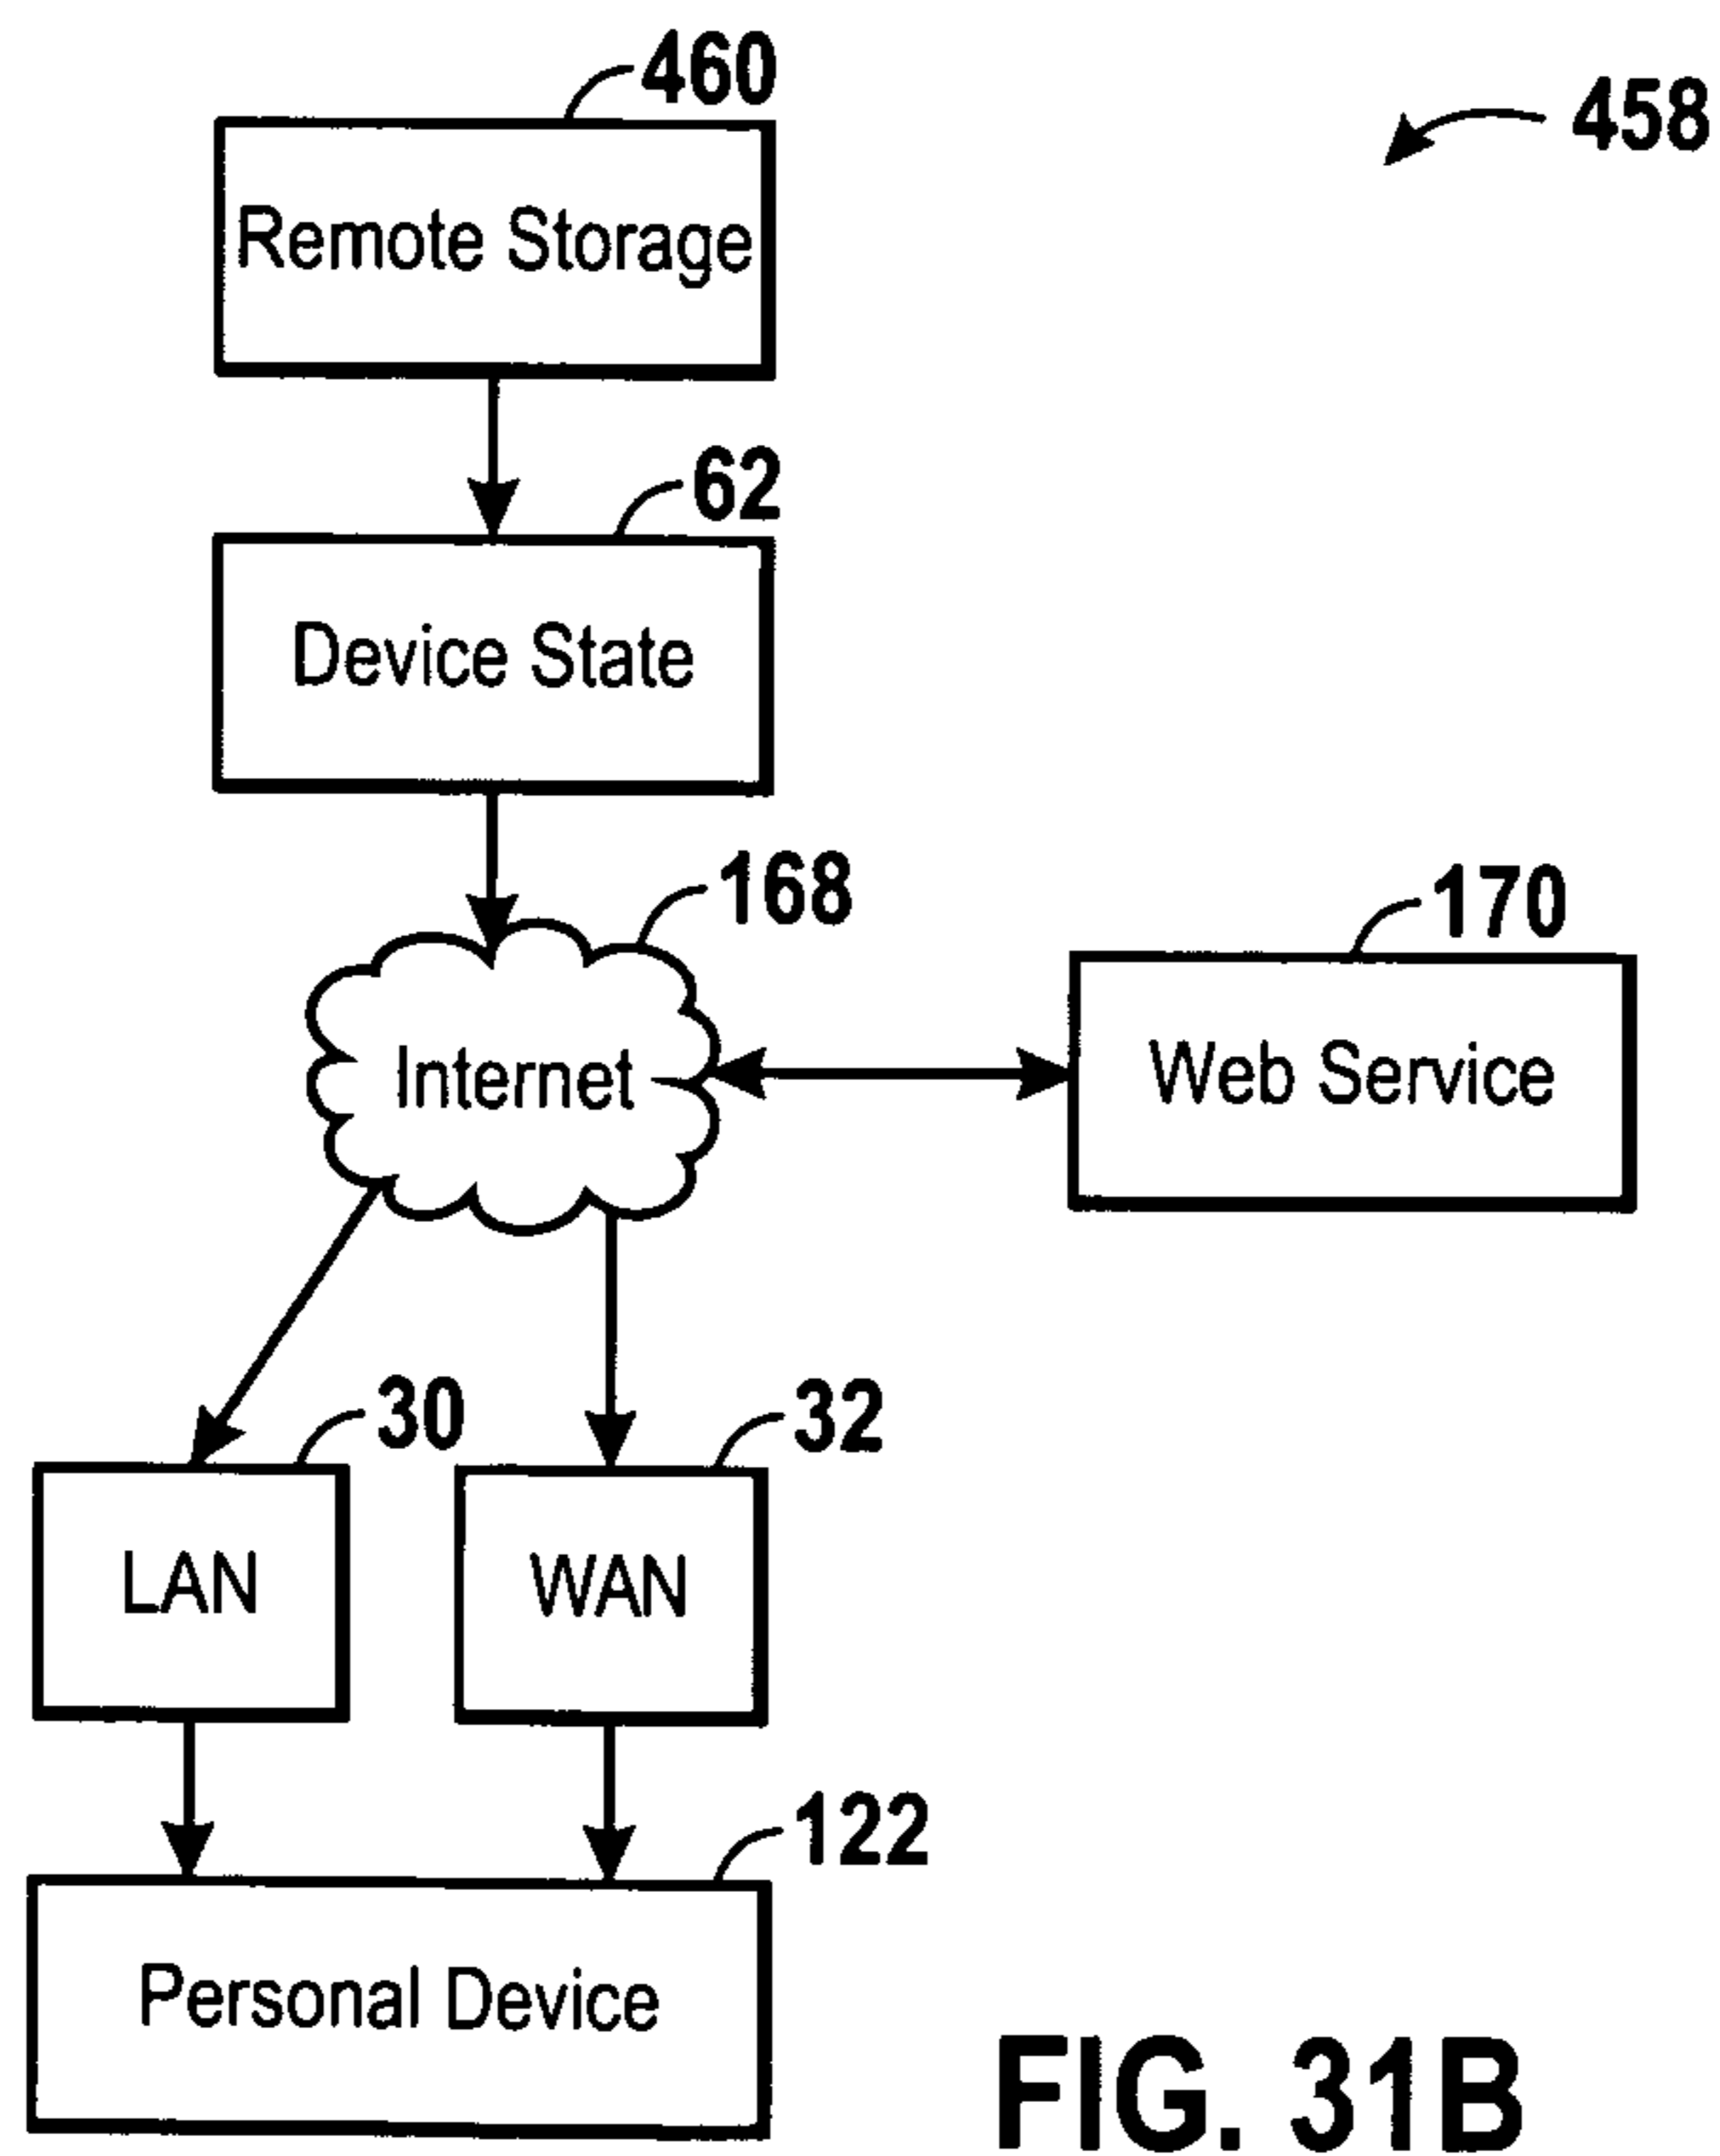 460
458
Remote Storage
62
Device State
168
170
Internet
Web Service
30
32
LAN
WAN
122
Personal Device
FIG. 31B